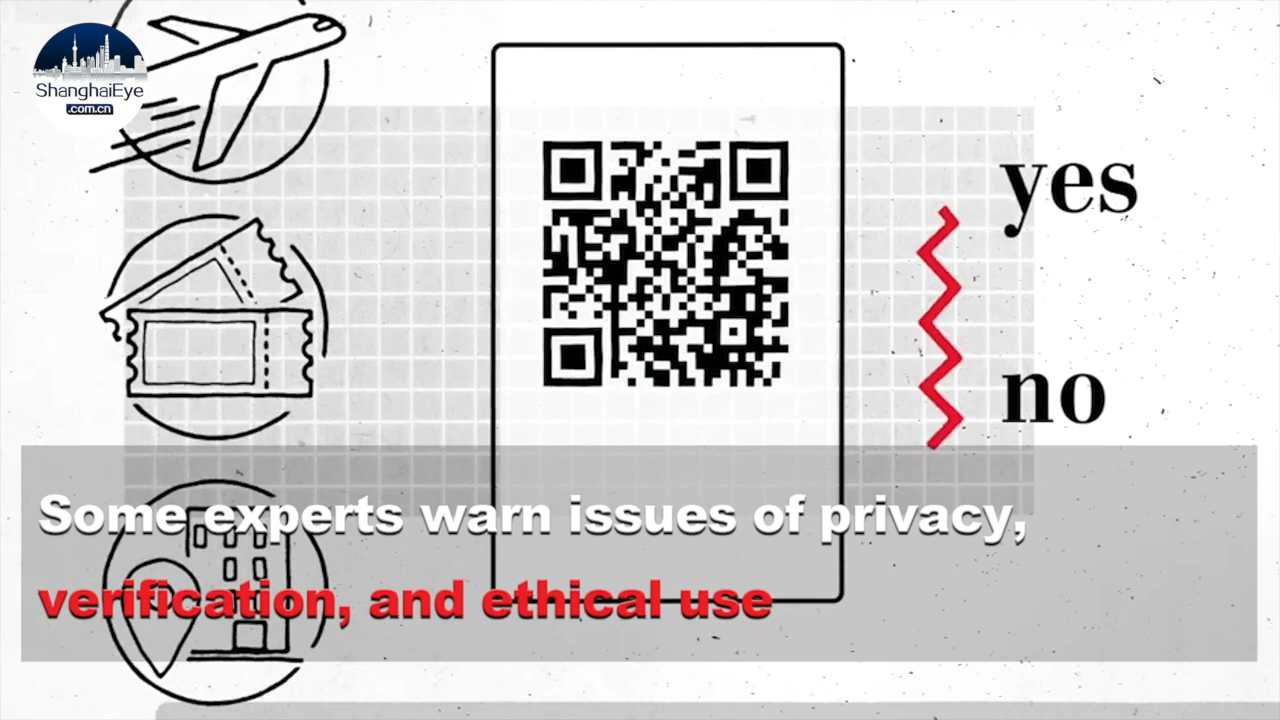 ShanghaiEye
.com.cn
yes
no
Some experts warn issues of privacy,
verification, and ethical use